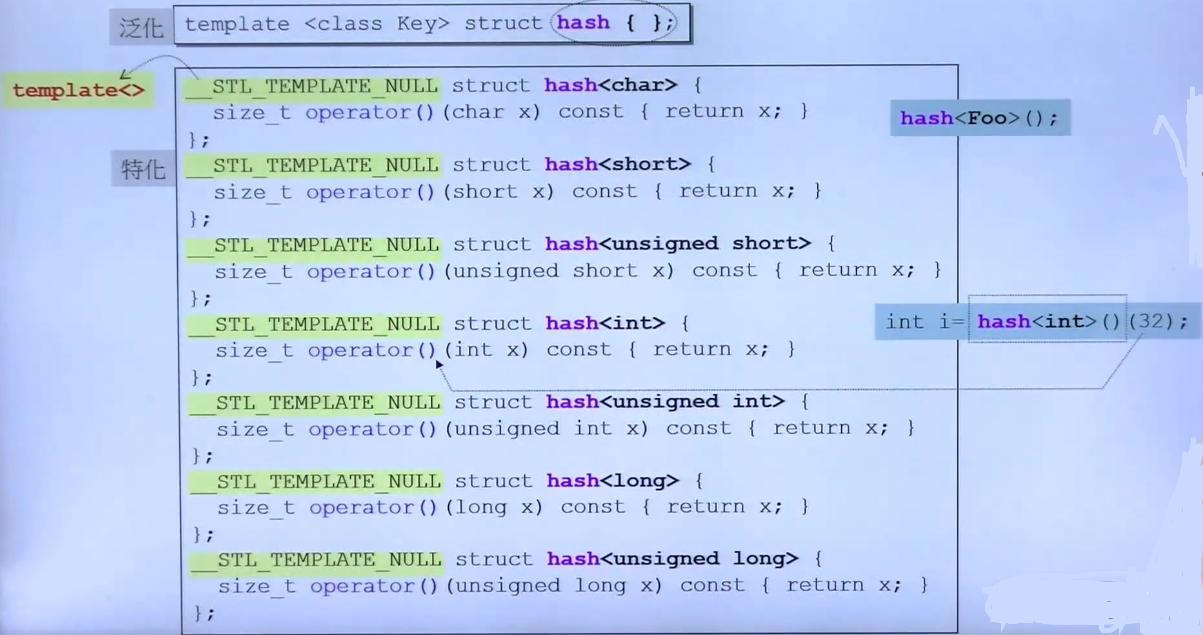 泛化 template <class Key> struct hash { };
template<>
__STL_TEMPLATE_NULL struct hash<char> {
size_t operator()(char x) const { return x; }
};
hash<Foo>();
特化
__STL_TEMPLATE_NULL struct hash<short> {
size_t operator()(short x) const { return x; }
};
__STL_TEMPLATE_NULL struct hash<unsigned short> {
size_t operator()(unsigned short x) const { return x; }
};
__STL_TEMPLATE_NULL struct hash<int> {
int i= hash<int>()(32);
size_t operator()(int x) const { return x; }
};
__STL_TEMPLATE_NULL struct hash<unsigned int> {
size_t operator()(unsigned int x) const { return x; }
};
__STL_TEMPLATE_NULL struct hash<long> {
size_t operator()(long x) const { return x; }
};
__STL_TEMPLATE_NULL struct hash<unsigned long> {
size_t operator()(unsigned long x) const { return x; }
};